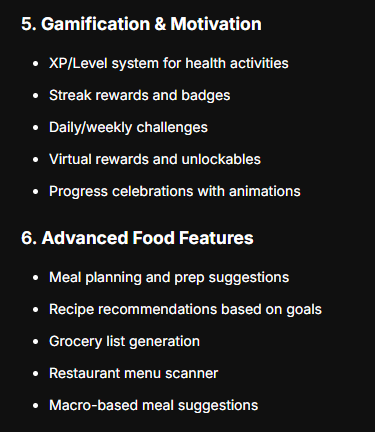 5. Gamification & Motivation
• XP/Level system for health activities
• Streak rewards and badges
• Daily/weekly challenges
• Virtual rewards and unlockables
• Progress celebrations with animations
6. Advanced Food Features
• Meal planning and prep suggestions
• Recipe recommendations based on goals
• Grocery list generation
• Restaurant menu scanner
• Macro-based meal suggestions